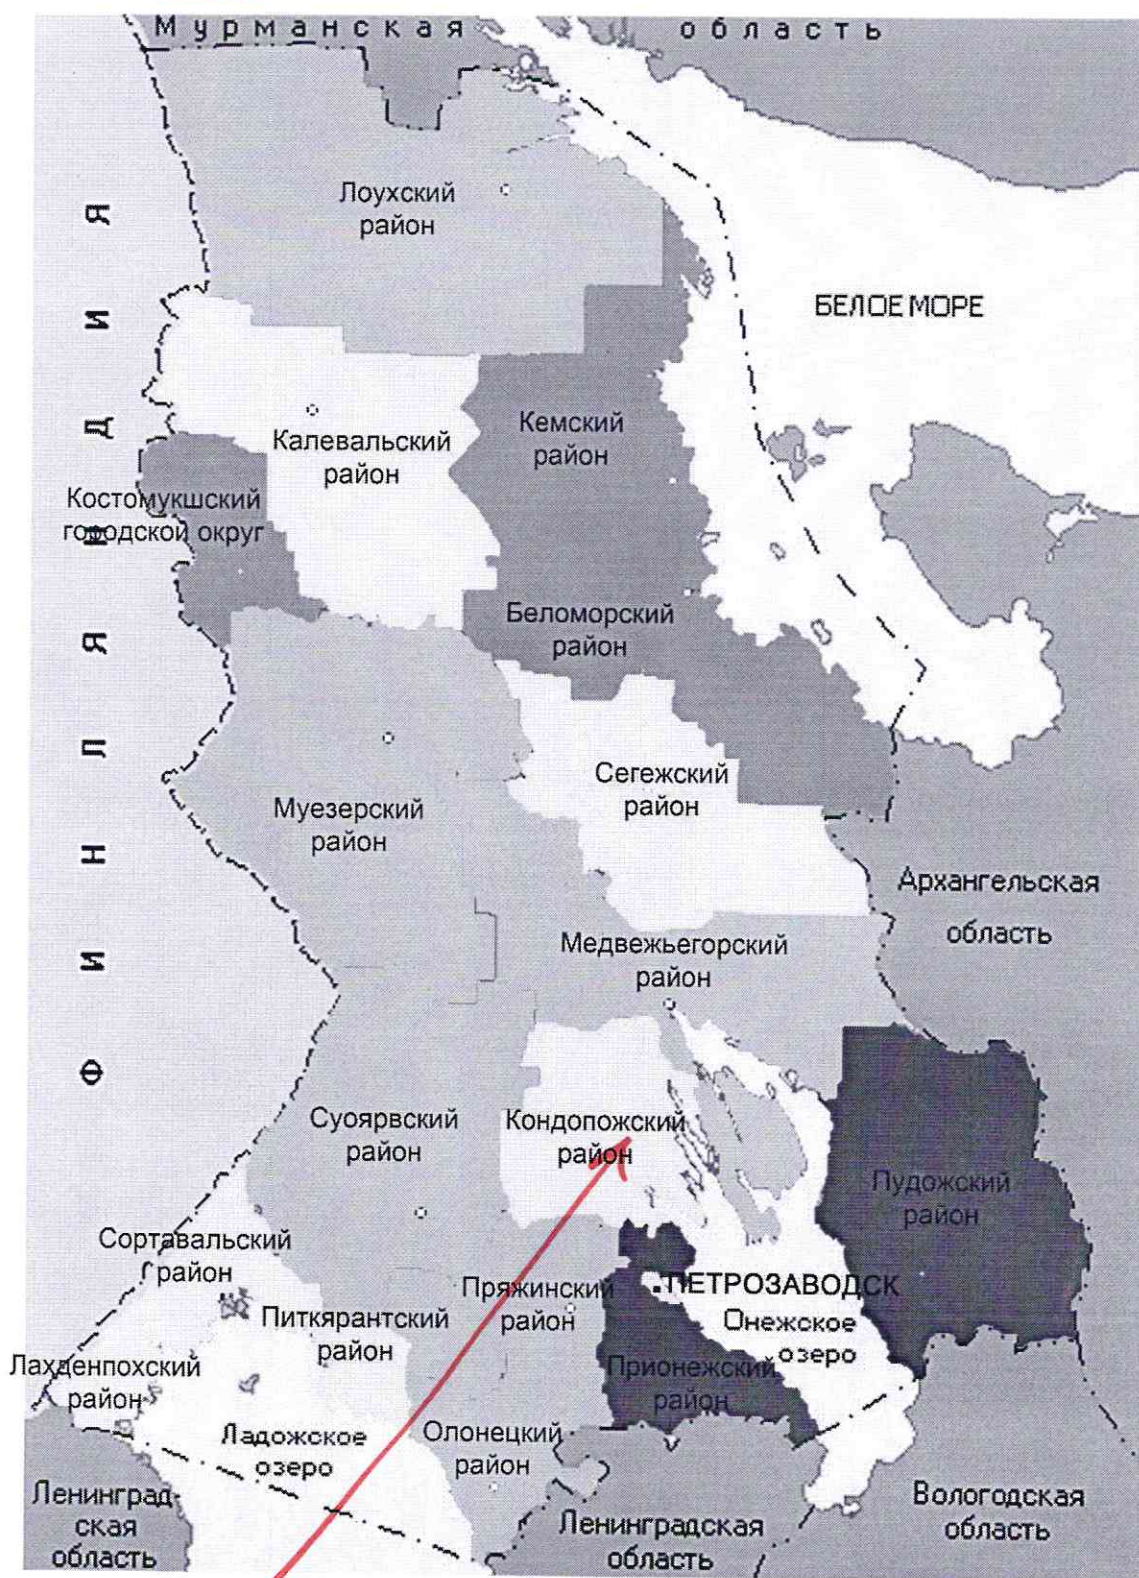 Мурманская область
Лоухский
район
БЕЛОЕ МОРЕ
Кемский
район
Калевальский
район
Костомукшский
городской округ
Беломорский
район
ФИНЛЯНДИЯ
Сегежский
район
Муезерский
район
Архангельская
область
Медвежьегорский
район
Суоярвский
район
Кондопожский
район
Пудожский
район
Сортавальский
район
Пряжинский
район
ПЕТРОЗАВОДСК
Питкярантский
район
Онежское
озеро
Лахденпохский
район
Прионежский
район
Ладожское
озеро
Олонецкий
район
Ленинград-
ская
область
Ленинградская
область
Вологодская
область